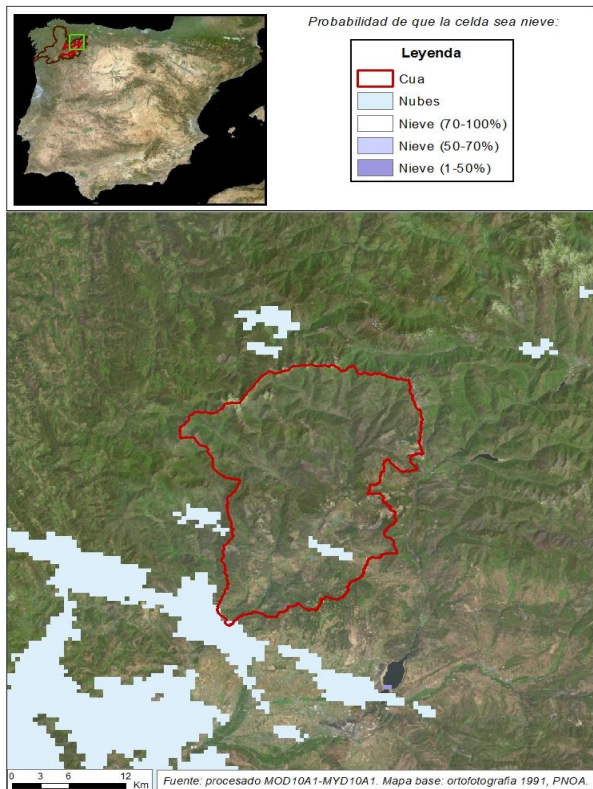 Probabilidad de que la celda sea nieve:
Leyenda
Cua
Nubes
Nieve (70-100%)
Nieve (50-70%)
Nieve (1-50%)
0 3 6 12
Km
Fuente: procesado MOD10A1-MYD10A1. Mapa base: ortofotografia 1991, PNOA.